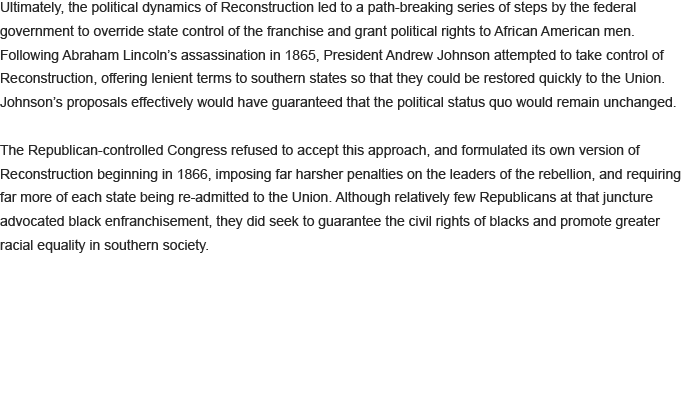 Ultimately, the political dynamics of Reconstruction led to a path-breaking series of steps by the federal
government to override state control of the franchise and grant political rights to African American men.
Following Abraham Lincoln’s assassination in 1865, President Andrew Johnson attempted to take control of
Reconstruction, offering lenient terms to southern states so that they could be restored quickly to the Union.
Johnson’s proposals effectively would have guaranteed that the political status quo would remain unchanged.

The Republican-controlled Congress refused to accept this approach, and formulated its own version of
Reconstruction beginning in 1866, imposing far harsher penalties on the leaders of the rebellion, and requiring
far more of each state being re-admitted to the Union. Although relatively few Republicans at that juncture
advocated black enfranchisement, they did seek to guarantee the civil rights of blacks and promote greater
racial equality in southern society.